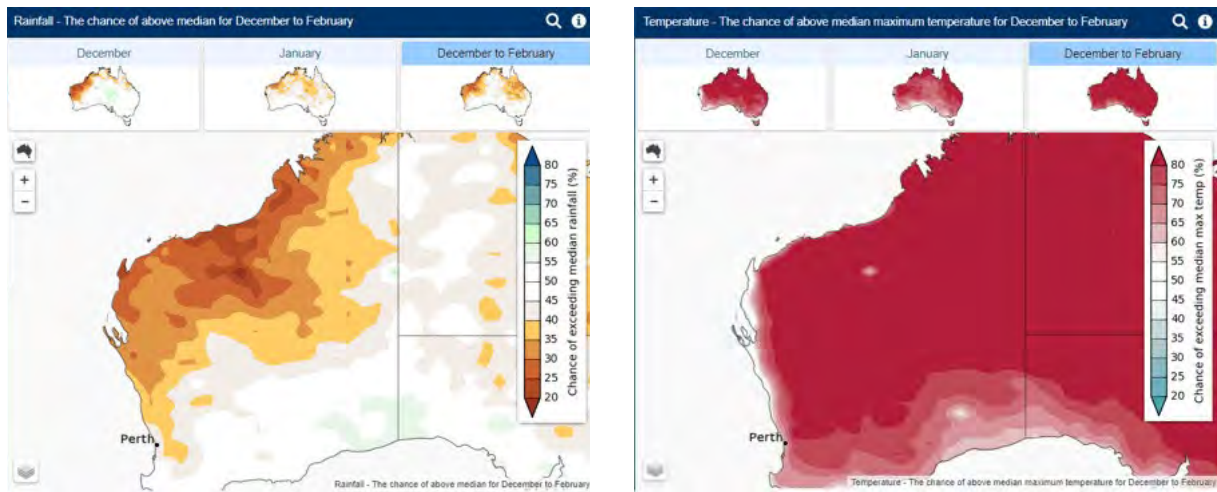 Rainfall - The chance of above median for December to February
December
January
December to February
+
−
80
75
70
65
60
55
50
45
40
35
30
25
20
Chance of exceeding median rainfall (%)
Perth
Rainfall - The chance of above median for December to February
Temperature - The chance of above median maximum temperature for December to February
December
January
December to February
+
−
80
75
70
65
60
55
50
45
40
35
30
25
20
Chance of exceeding median max temp (%)
Perth
Temperature - The chance of above median maximum temperature for December to February